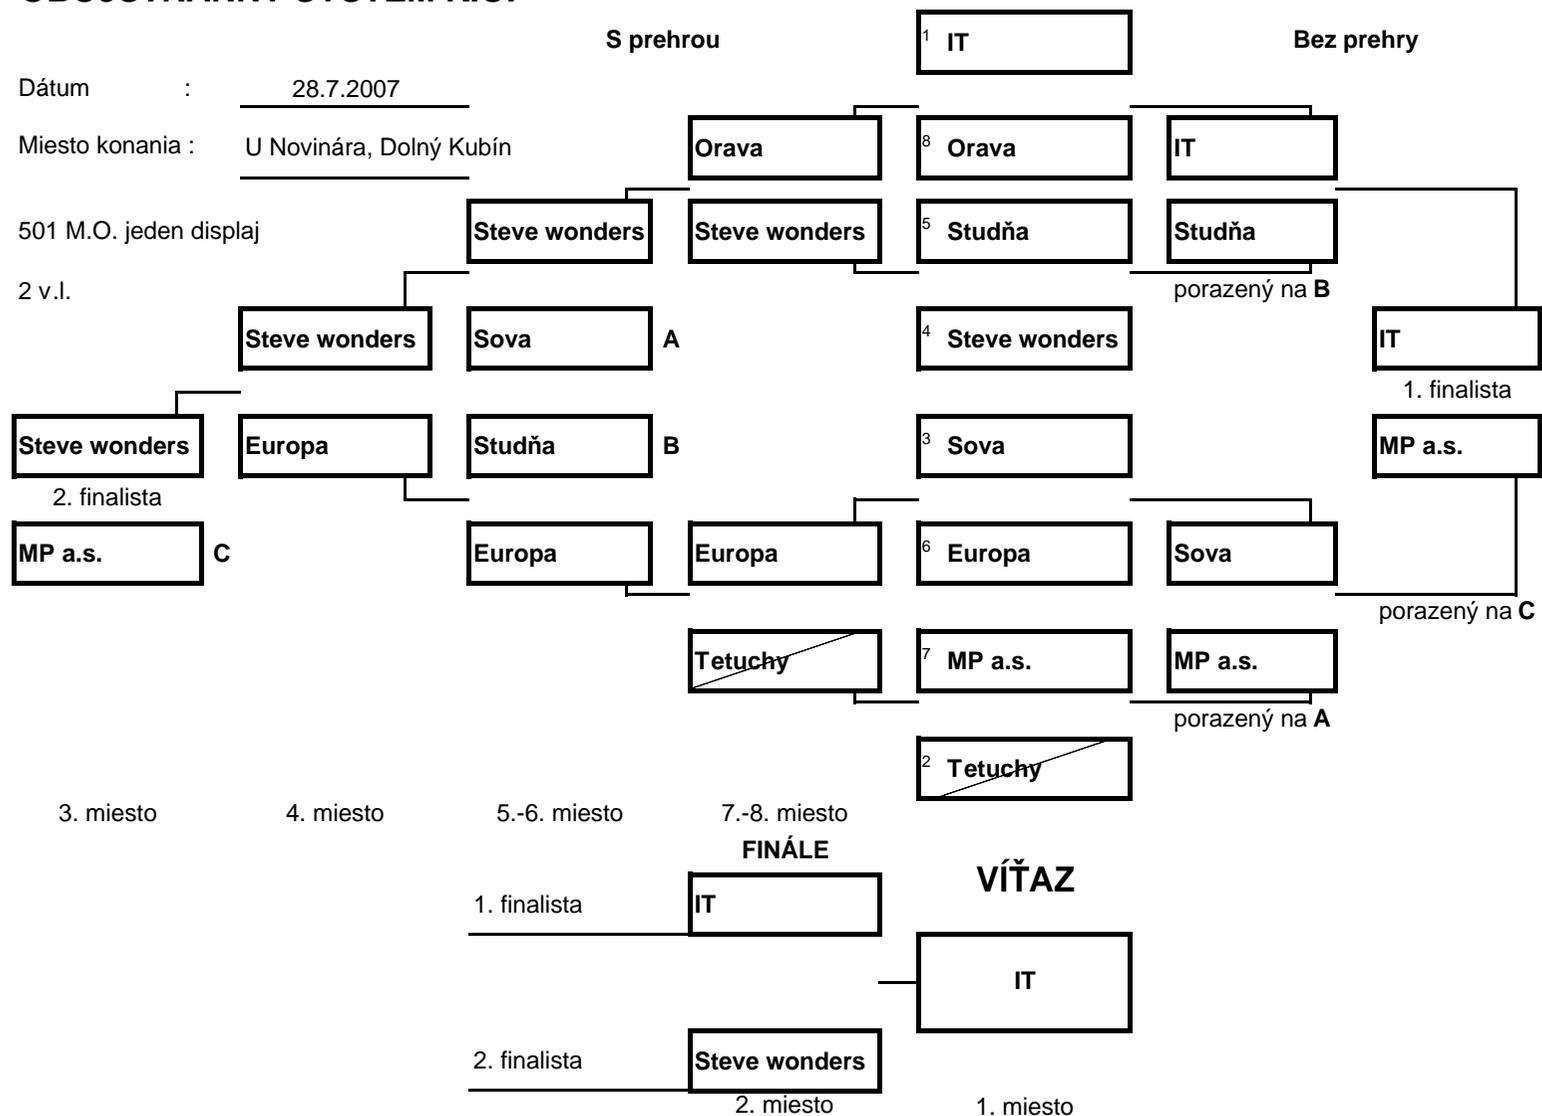 S prehrou
1 IT
Bez prehry
Dátum : 28.7.2007
Miesto konania : U Novinára, Dolný Kubín
Orava
8 Orava
IT
501 M.O. jeden displaj
Steve wonders
Steve wonders
5 Studňa
Studňa
2 v.l.
porazený na B
Steve wonders
Sova
A
4 Steve wonders
IT
1. finalista
Steve wonders
Europa
Studňa
B
3 Sova
MP a.s.
2. finalista
MP a.s.
C
Europa
Europa
6 Europa
Sova
porazený na C
Tetuchy
7 MP a.s.
MP a.s.
porazený na A
2 Tetuchy
3. miesto
4. miesto
5.-6. miesto
7.-8. miesto
FINÁLE
VÍŤAZ
1. finalista
IT
IT
2. finalista
Steve wonders
2. miesto
1. miesto